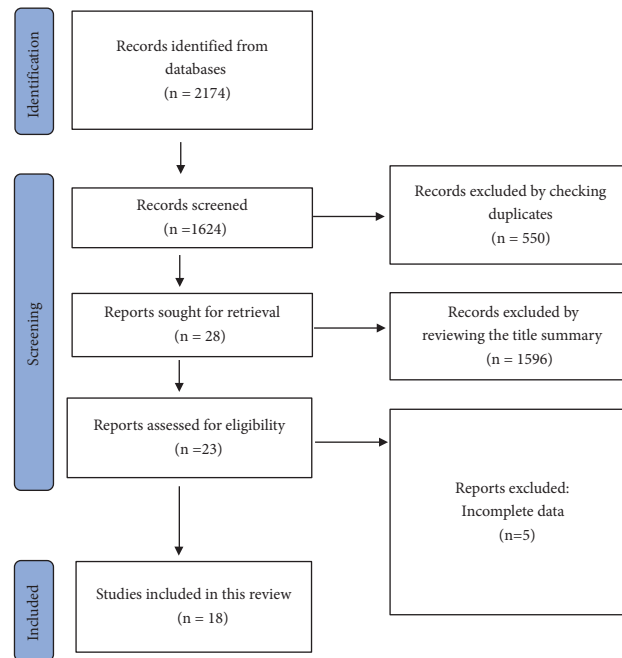 Identification
Records identified from
databases
(n = 2174)
Screening
Records screened
(n =1624)
Records excluded by checking
duplicates
(n = 550)
Reports sought for retrieval
(n = 28)
Records excluded by
reviewing the title summary
(n = 1596)
Reports assessed for eligibility
(n =23)
Reports excluded:
Incomplete data
(n=5)
Included
Studies included in this review
(n = 18)